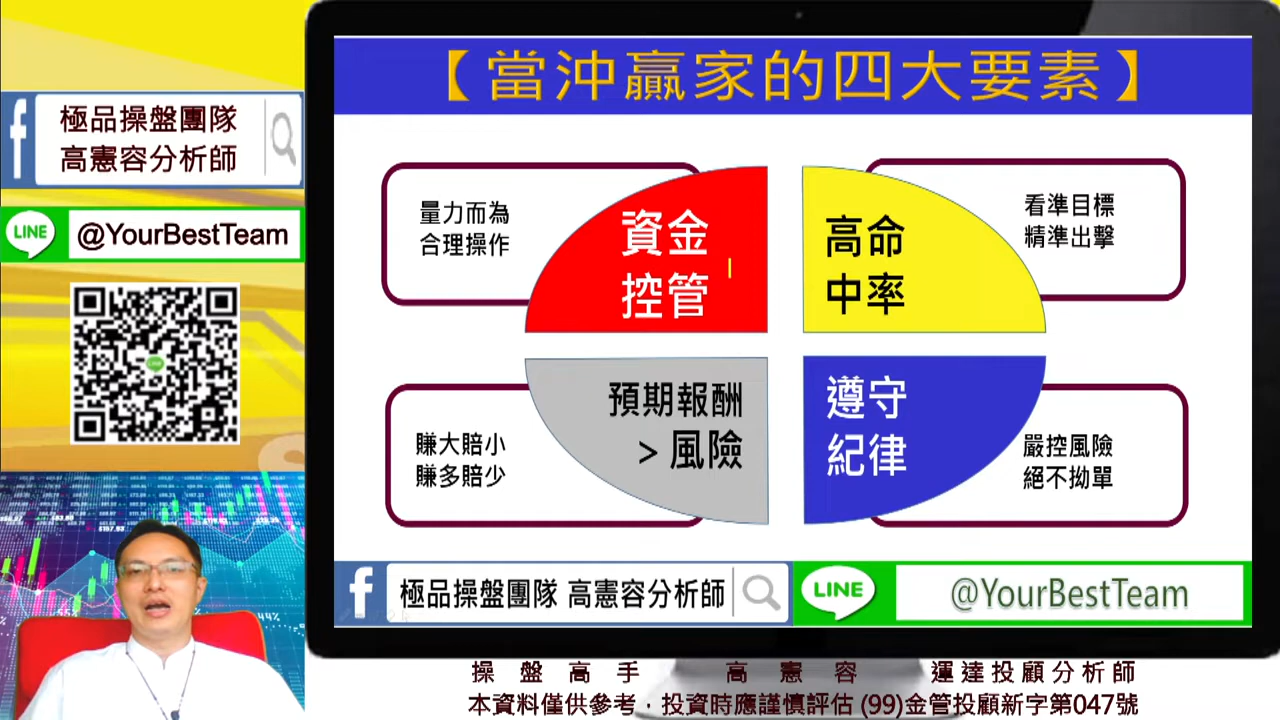 極品操盤團隊
高憲容分析師
LINE
@YourBestTeam
【當沖贏家的四大要素】
量力而為
合理操作
資金
控管
高命
中率
看準目標
精準出擊
賺大賠小
賺多賠少
預期報酬
>風險
遵守
紀律
嚴控風險
絕不拗單
極品操盤團隊 高憲容分析師
LINE
@YourBestTeam
操盤高手 高憲容 運達投顧分析師
本資料僅供參考，投資時應謹慎評估 (99)金管投顧新字第047號